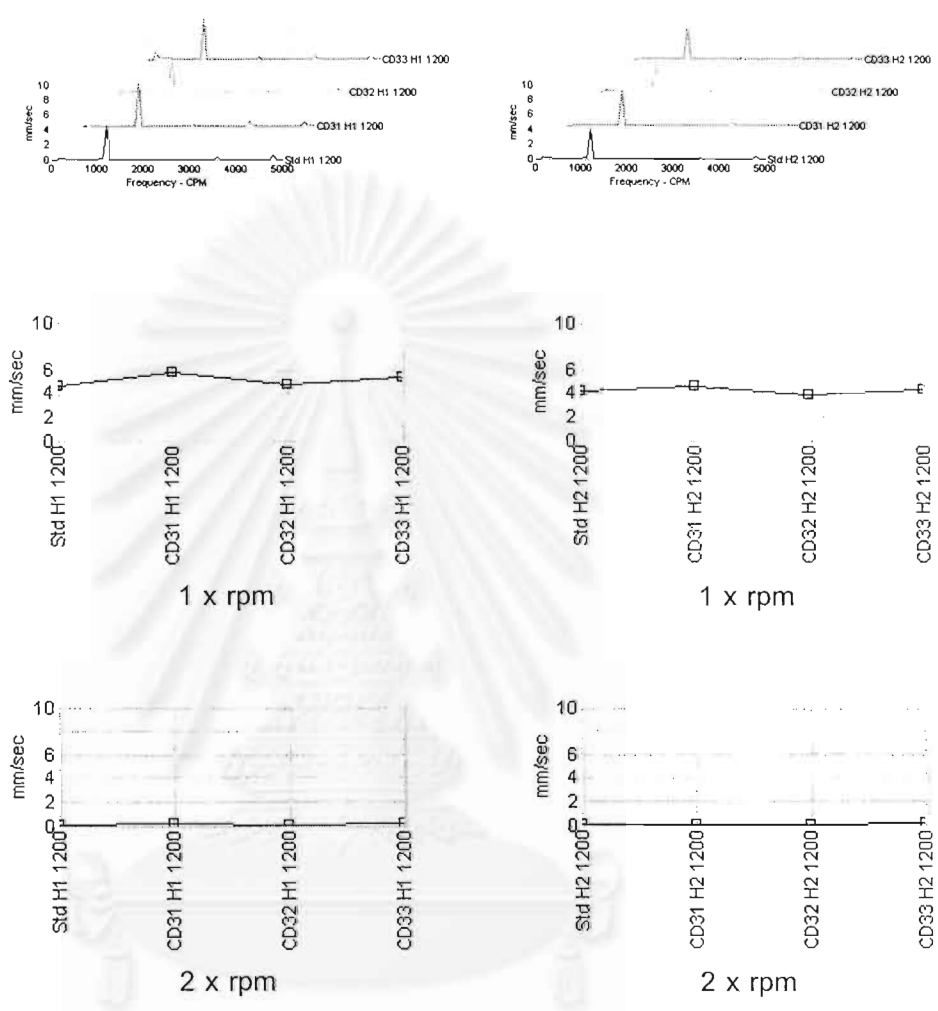 CD33 H1 1200
CD32 H1 1200
CD31 H1 1200
Std H1 1200
mm/sec
10
8
6
4
2
0
0 1000 2000 3000 4000 5000
Frequency - CPM
CD33 H2 1200
CD32 H2 1200
CD31 H2 1200
Std H2 1200
mm/sec
10
8
6
4
2
0
0 1000 2000 3000 4000 5000
Frequency - CPM
mm/sec
10
6
4
2
0
Std H1 1200
CD31 H1 1200
CD32 H1 1200
CD33 H1 1200
1 x rpm
mm/sec
10
6
4
2
0
Std H2 1200
CD31 H2 1200
CD32 H2 1200
CD33 H2 1200
1 x rpm
mm/sec
10
6
4
2
0
Std H1 1200
CD31 H1 1200
CD32 H1 1200
CD33 H1 1200
2 x rpm
mm/sec
10
6
4
2
0
Std H2 1200
CD31 H2 1200
CD32 H2 1200
CD33 H2 1200
2 x rpm